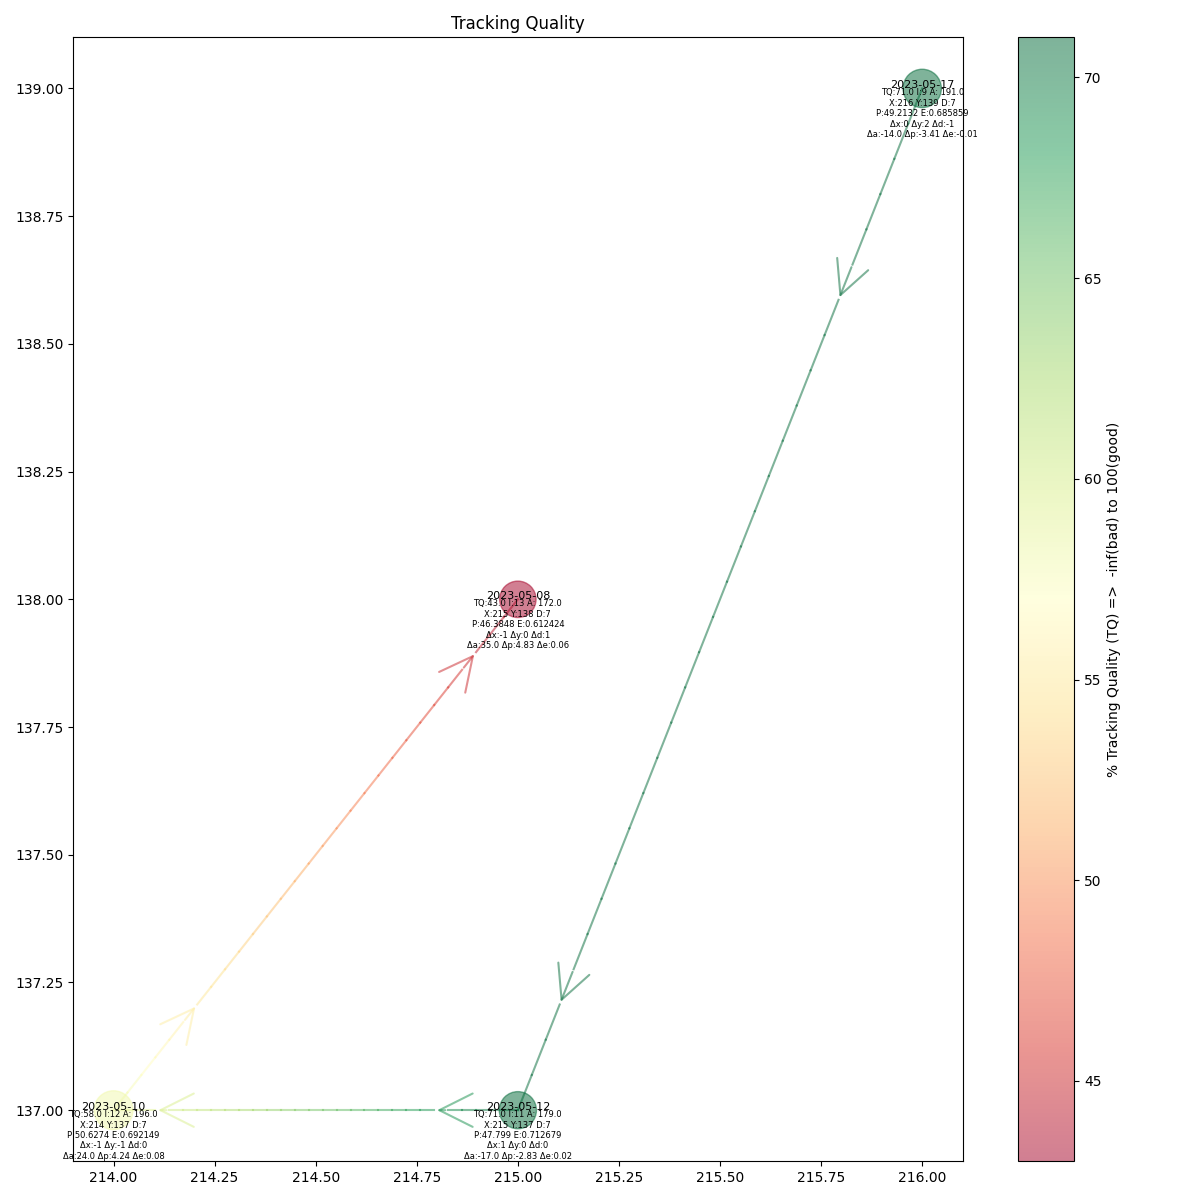 Tracking Quality
139.00
138.75
138.50
138.25
138.00
137.75
137.50
137.25
137.00
2023-05-17
TQ:71.0 I:9 A: 191.0
X:216 Y:139 D:7
P:49.2132 E:0.685859
Δx:0 Δy:2 Δd:-1
Δa:-14.0 Δp:-3.41 Δe:-0.01
2023-05-08
TQ:43.0 I:13 A: 172.0
X:215 Y:138 D:7
P:46.3848 E:0.612424
Δx:-1 Δy:0 Δd:1
Δa:35.0 Δp:4.83 Δe:0.06
2023-05-10
TQ:58.0 I:12 A: 196.0
X:214 Y:137 D:7
P:50.6274 E:0.692149
Δx:-1 Δy:-1 Δd:0
Δa:24.0 Δp:4.24 Δe:0.08
2023-05-12
TQ:71.0 I:11 A: 179.0
X:215 Y:137 D:7
P:47.799 E:0.712679
Δx:1 Δy:0 Δd:0
Δa:-17.0 Δp:-2.83 Δe:0.02
214.00 214.25 214.50 214.75 215.00 215.25 215.50 215.75 216.00
70
65
60
55
50
45
% Tracking Quality (TQ) => -inf(bad) to 100(good)